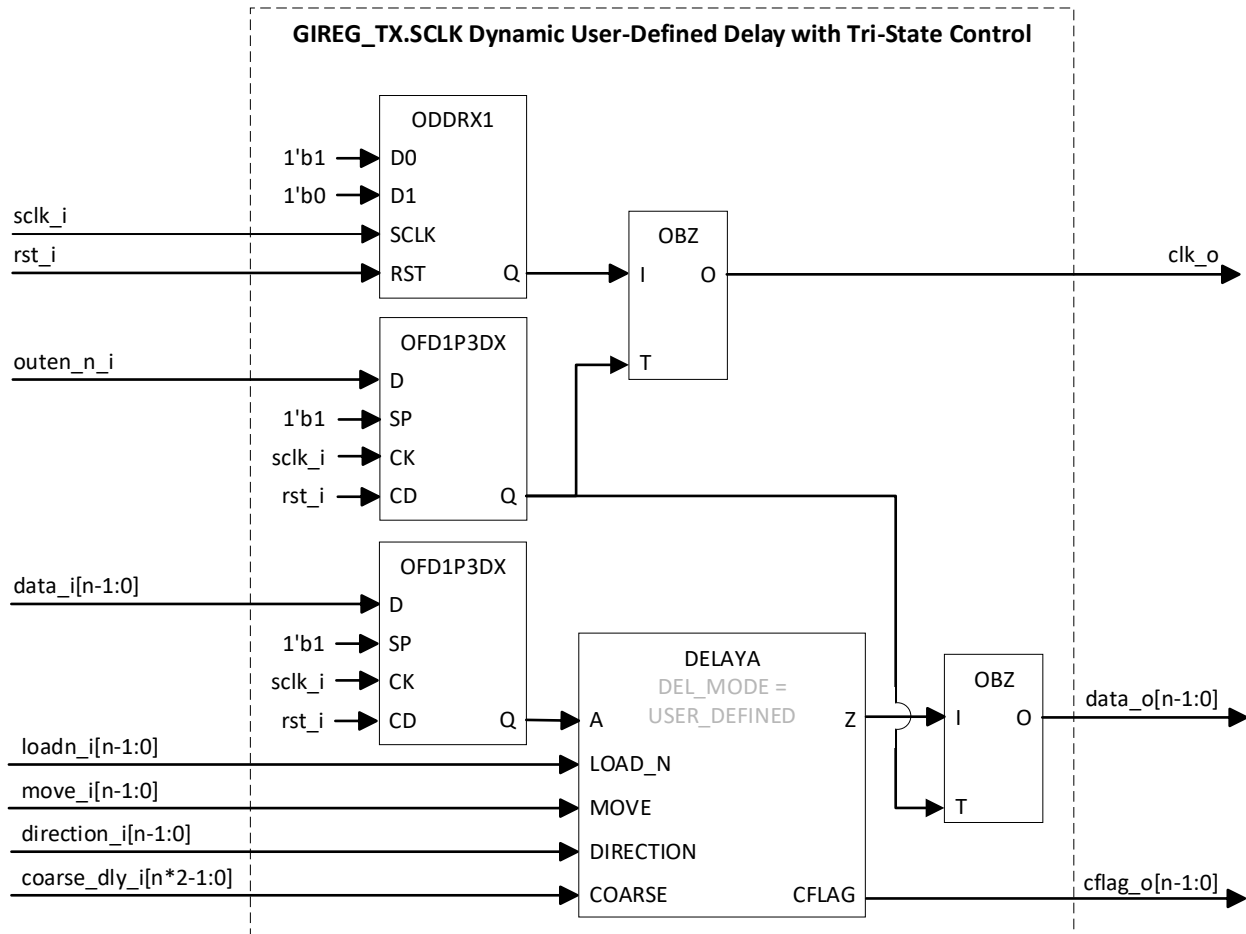 GIREG_TX.SCLK Dynamic User-Defined Delay with Tri-State Control
ODDRX1
1'b1
D0
1'b0
D1
sclk_i
SCLK
rst_i
RST
Q
OBZ
I
O
T
clk_o
OFD1P3DX
outen_n_i
D
1'b1
SP
sclk_i
CK
rst_i
CD
Q
OFD1P3DX
data_i[n-1:0]
D
1'b1
SP
sclk_i
CK
rst_i
CD
Q
DELAYA
DEL_MODE =
USER_DEFINED
A
Z
loadn_i[n-1:0]
LOAD_N
move_i[n-1:0]
MOVE
direction_i[n-1:0]
DIRECTION
coarse_dly_i[n*2-1:0]
COARSE
CFLAG
OBZ
I
O
T
data_o[n-1:0]
cflag_o[n-1:0]